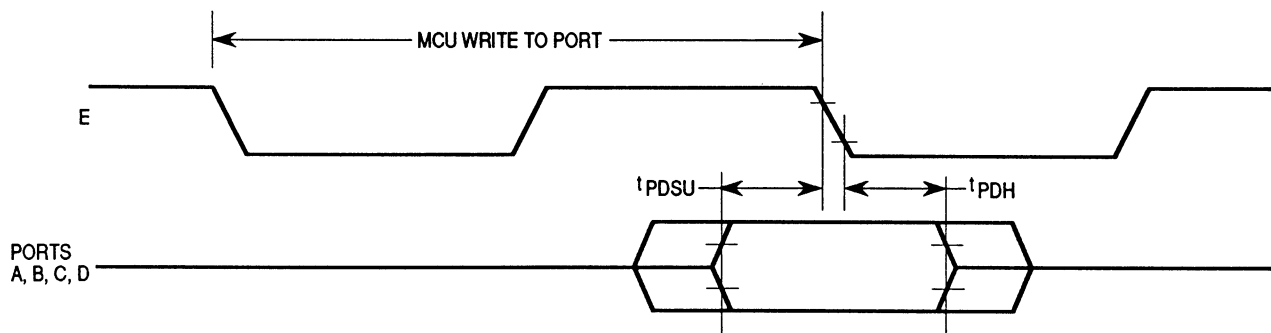 MCU WRITE TO PORT
E
tPDSU
tPDH
PORTS
A, B, C, D